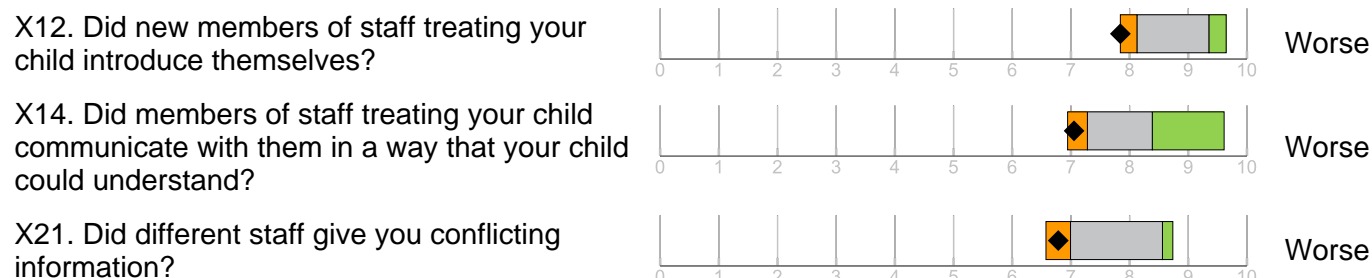 X12. Did new members of staff treating your
child introduce themselves?
0 1 2 3 4 5 6 7 8 9 10
Worse
X14. Did members of staff treating your child
communicate with them in a way that your child
could understand?
0 1 2 3 4 5 6 7 8 9 10
Worse
X21. Did different staff give you conflicting
information?
0 1 2 3 4 5 6 7 8 9 10
Worse